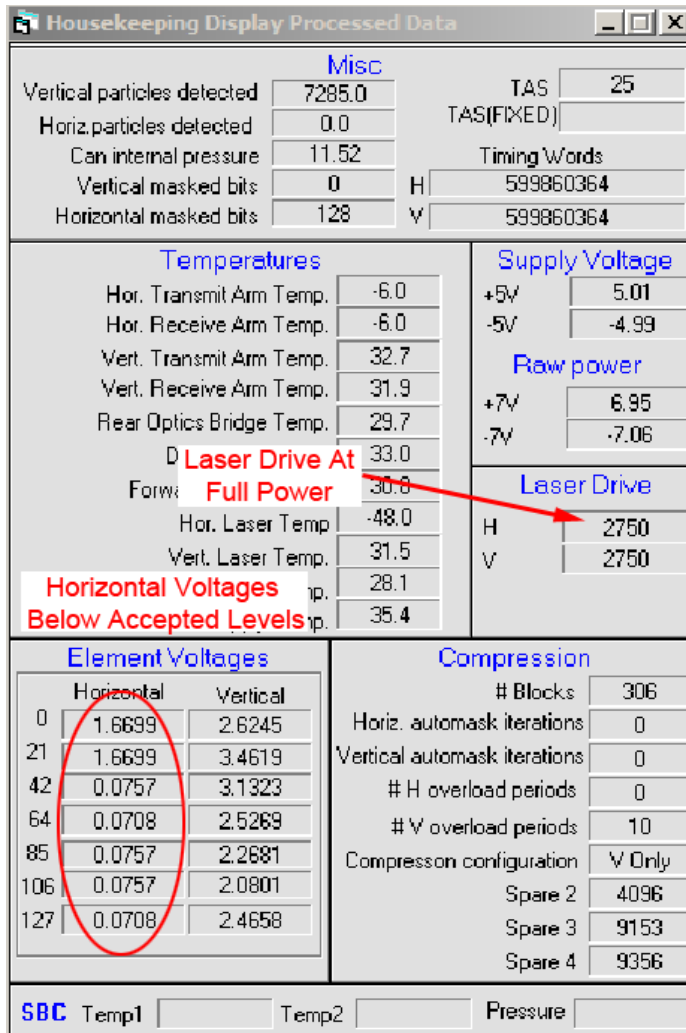 Housekeeping Display Processed Data
Misc
Vertical particles detected 7285.0
Horiz.particles detected 0.0
Can internal pressure 11.52
Vertical masked bits 0
Horizontal masked bits 128
TAS 25
TAS(FIXED)
Timing Words
H 599860364
V 599860364
Temperatures
Hor. Transmit Arm Temp. -6.0
Hor. Receive Arm Temp. -6.0
Vert. Transmit Arm Temp. 32.7
Vert. Receive Arm Temp. 31.9
Rear Optics Bridge Temp. 29.7
D 33.0
Forwa 30.0
Hor. Laser Temp -48.0
Vert. Laser Temp. 31.5
mp. 28.1
mp. 35.4
Laser Drive At
Full Power
Horizontal Voltages
Below Accepted Levels
Supply Voltage
+5V 5.01
-5V -4.99
Raw power
+7V 6.95
-7V -7.06
Laser Drive
H 2750
V 2750
Element Voltages
Horizontal Vertical
0 1.6699 2.6245
21 1.6699 3.4619
42 0.0757 3.1323
64 0.0708 2.5269
85 0.0757 2.2681
106 0.0757 2.0801
127 0.0708 2.4658
Compression
# Blocks 306
Horiz. automask iterations 0
Vertical automask iterations 0
# H overload periods 0
# V overload periods 10
Compresson configuration V Only
Spare 2 4096
Spare 3 9153
Spare 4 9356
SBC Temp1 Temp2 Pressure